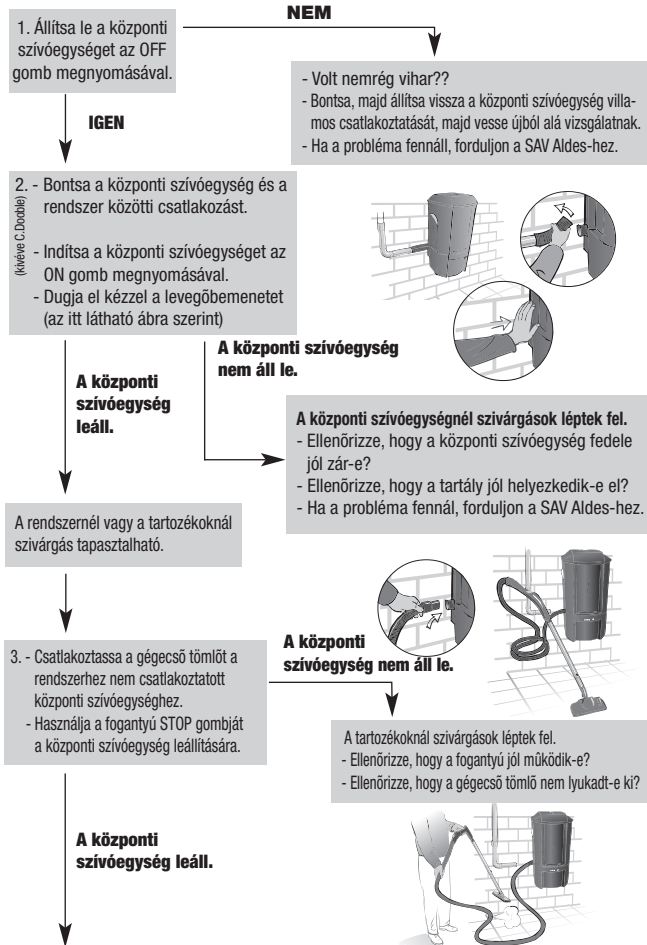 1. Állítsa le a központi
szívóegységet az OFF
gomb megnyomásával.
NEM
- Volt nemrég vihar??
- Bontsa, majd állítsa vissza a központi szívóegység villa-
mos csatlakoztatását, majd vesse újból alá vizsgálatnak.
- Ha a probléma fennáll, forduljon a SAV Aldes-hez.
IGEN
2. - Bontsa a központi szívóegység és a
rendszer közötti csatlakozást.
(kivéve C.Dooble)
- Indítsa a központi szívóegységet az
ON gomb megnyomásával.
- Dugja el kézzel a levegőbemenetet
(az itt látható ábra szerint)
A központi szívóegység
nem áll le.
A központi
szívóegység
leáll.
A központi szívóegységnél szivárgások léptek fel.
- Ellenőrizze, hogy a központi szívóegység fedele
jól zár-e?
- Ellenőrizze, hogy a tartály jól helyezkedik-e el?
- Ha a probléma fennál, forduljon a SAV Aldes-hez.
A rendszernél vagy a tartozékoknál
szivárgás tapasztalható.
3. - Csatlakoztassa a gégecső tömlőt a
rendszerhez nem csatlakoztatott
központi szívóegységhez.
- Használja a fogantyú STOP gombját
a központi szívóegység leállítására.
A központi
szívóegység nem áll le.
A tartozékoknál szivárgások léptek fel.
- Ellenõrizze, hogy a fogantyú jól mûködik-e?
- Ellenõrizze, hogy a gégecsõ tömlõ nem lyukadt-e ki?
A központi
szívóegység leáll.